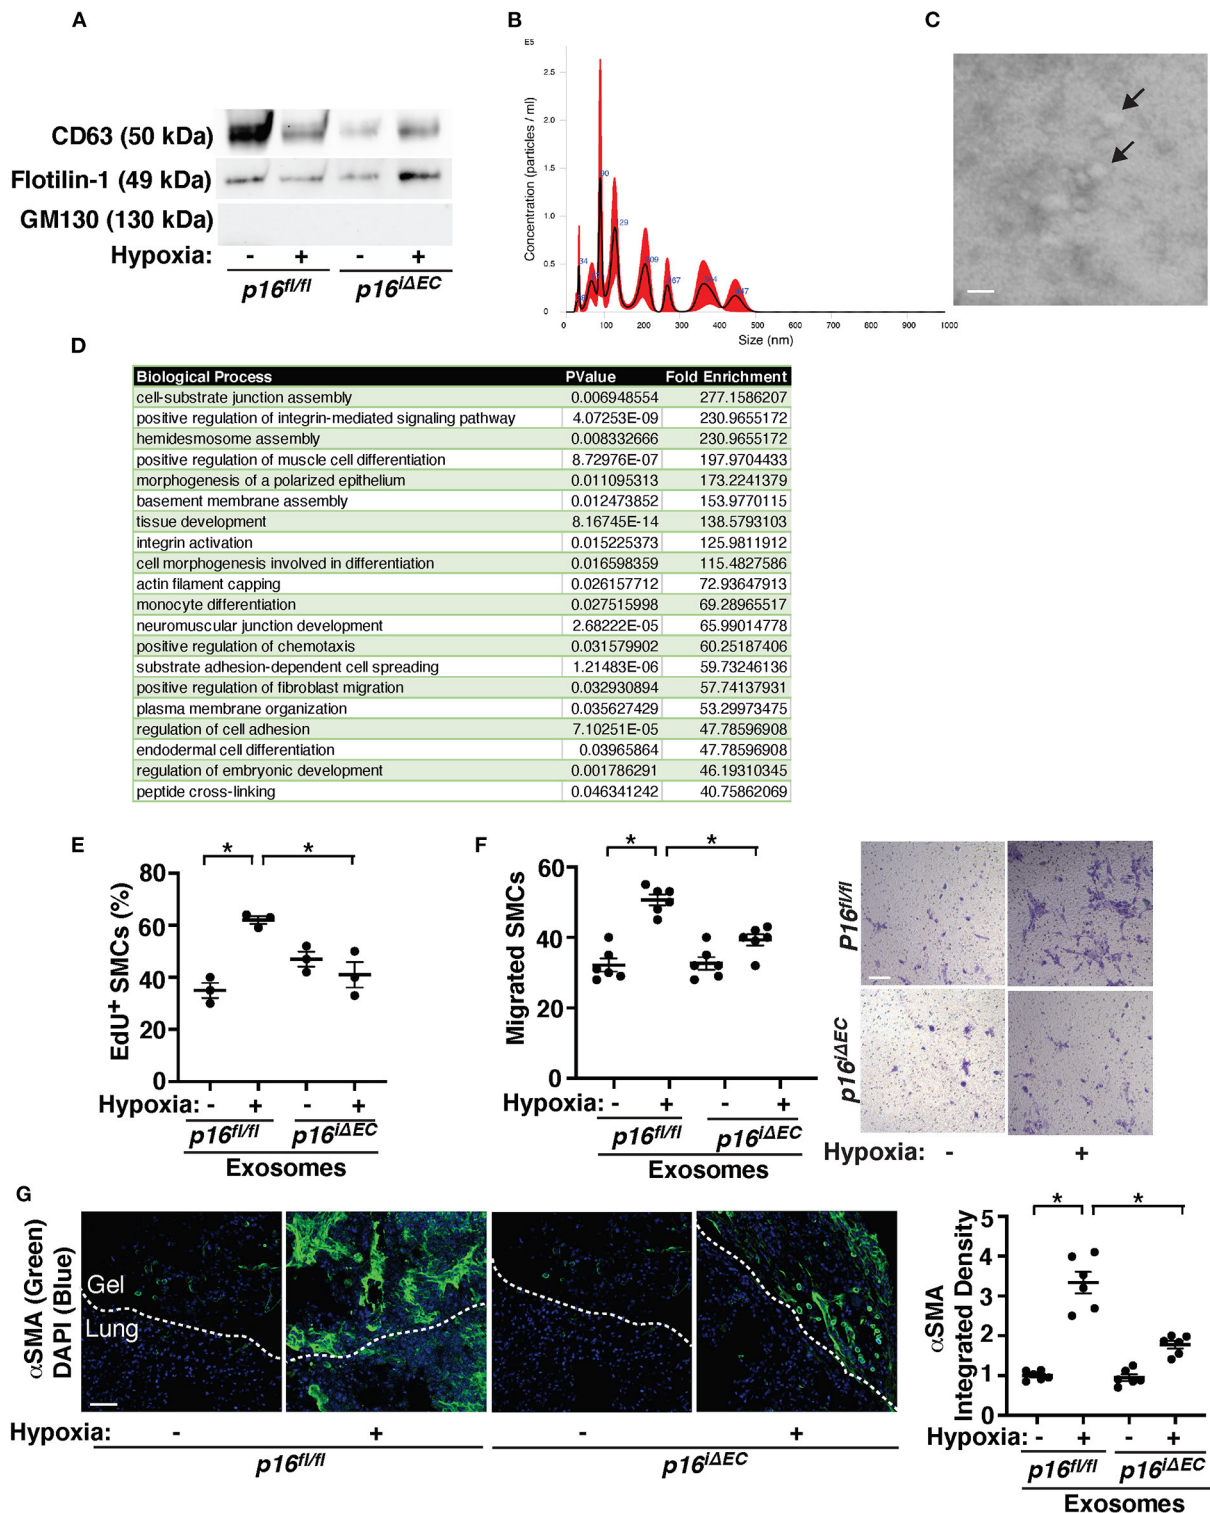 A
CD63 (50 kDa)
Flotilin-1 (49 kDa)
GM130 (130 kDa)
Hypoxia: - + - +
p16fl/fl p16iΔEC
B
E5
Concentration (particles / ml)
2.5
2.0
1.5
1.0
0.5
0
34
90
29
09
67
0 100 200 300 400 500 600 700 800 900 1000
Size (nm)
C
D
Biological Process PValue Fold Enrichment
cell-substrate junction assembly 0.006948554 277.1586207
positive regulation of integrin-mediated signaling pathway 4.07253E-09 230.9655172
hemidesmosome assembly 0.008332666 230.9655172
positive regulation of muscle cell differentiation 8.72976E-07 197.9704433
morphogenesis of a polarized epithelium 0.011095313 173.2241379
basement membrane assembly 0.012473852 153.9770115
tissue development 8.16745E-14 138.5793103
integrin activation 0.015225373 125.9811912
cell morphogenesis involved in differentiation 0.016598359 115.4827586
actin filament capping 0.026157712 72.93647913
monocyte differentiation 0.027515998 69.28965517
neuromuscular junction development 2.68222E-05 65.99014778
positive regulation of chemotaxis 0.031579902 60.25187406
substrate adhesion-dependent cell spreading 1.21483E-06 59.73246136
positive regulation of fibroblast migration 0.032930894 57.74137931
plasma membrane organization 0.035627429 53.29973475
regulation of cell adhesion 7.10251E-05 47.78596908
endodermal cell differentiation 0.03965864 47.78596908
regulation of embryonic development 0.001786291 46.19310345
peptide cross-linking 0.046341242 40.75862069
E
* *
EdU+ SMCs (%)
80
60
40
20
0
Hypoxia: - + - +
p16fl/fl p16iΔEC
Exosomes
F
* *
Migrated SMCs
60
40
20
0
Hypoxia: - + - +
p16fl/fl p16iΔEC
Exosomes
P16fl/fl
p16iΔEC
Hypoxia: - +
G
αSMA (Green)
DAPI (Blue)
Gel
Lung
Hypoxia: - + - +
p16fl/fl p16iΔEC
* *
αSMA
Integrated Density
5
4
3
2
1
0
Hypoxia: - + - +
p16fl/fl p16iΔEC
Exosomes